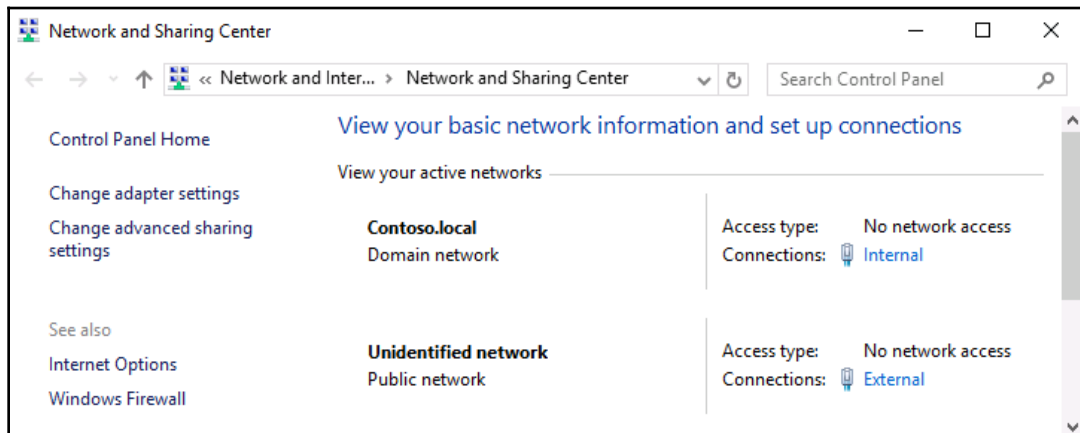 Network and Sharing Center
« Network and Inter... > Network and Sharing Center
Search Control Panel
Control Panel Home
Change adapter settings
Change advanced sharing
settings
See also
Internet Options
Windows Firewall
View your basic network information and set up connections
View your active networks
Contoso.local
Domain network
Access type: No network access
Connections: Internal
Unidentified network
Public network
Access type: No network access
Connections: External